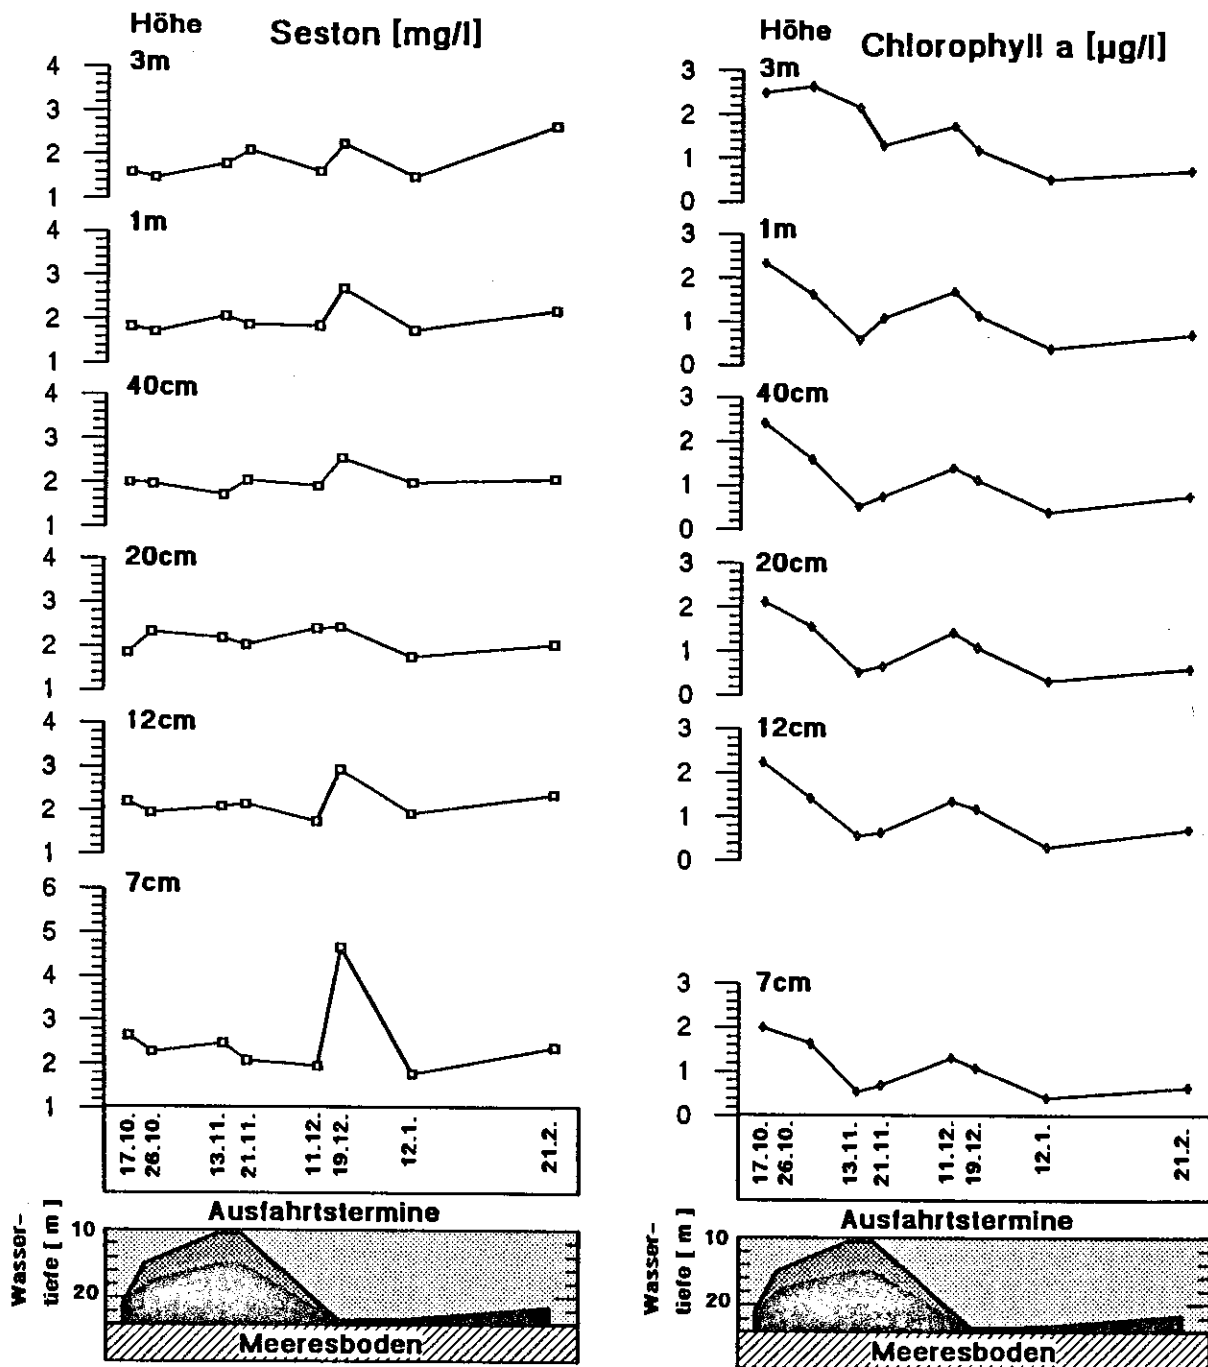 Höhe
Seston [mg/l]
3m
4
3
2
1
1m
4
3
2
1
40cm
4
3
2
1
20cm
4
3
2
1
12cm
4
3
2
1
7cm
6
5
4
3
2
1
17.10.
26.10.
13.11.
21.11.
11.12.
19.12.
12.1.
21.2.
Ausfahrtstermine
Wasser-
tiefe [ m ]
10
20
Meeresboden
Höhe
Chlorophyll a [µg/l]
3m
3
2
1
0
1m
3
2
1
0
40cm
3
2
1
0
20cm
3
2
1
0
12cm
3
2
1
0
7cm
3
2
1
0
17.10.
26.10.
13.11.
21.11.
11.12.
19.12.
12.1.
21.2.
Ausfahrtstermine
Wasser-
tiefe [ m ]
10
20
Meeresboden